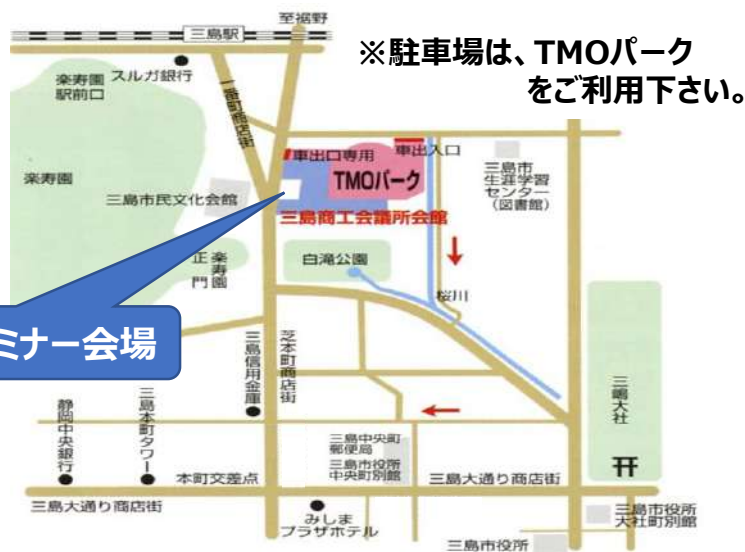 至裾野
三島駅
※駐車場は、TMOパーク
をご利用下さい。
スルガ銀行
楽寿園
駅前口
一番町商店街
車出口専用
車出入口
TMOパーク
三島市
生涯学習
センター
(図書館)
楽寿園
三島市民文化会館
三島商工会議所会館
楽寿園
正門
白滝公園
桜川
ミナー会場
三島信用金庫
芝本町商店街
三嶋大社
静岡中央銀行
三島本町タワー
三島中央町
郵便局
三島市役所
中央町別館
本町交差点
三島大通り商店街
三島大通り商店街
みしま
プラザホテル
三島市役所
大社町別館
三島市役所